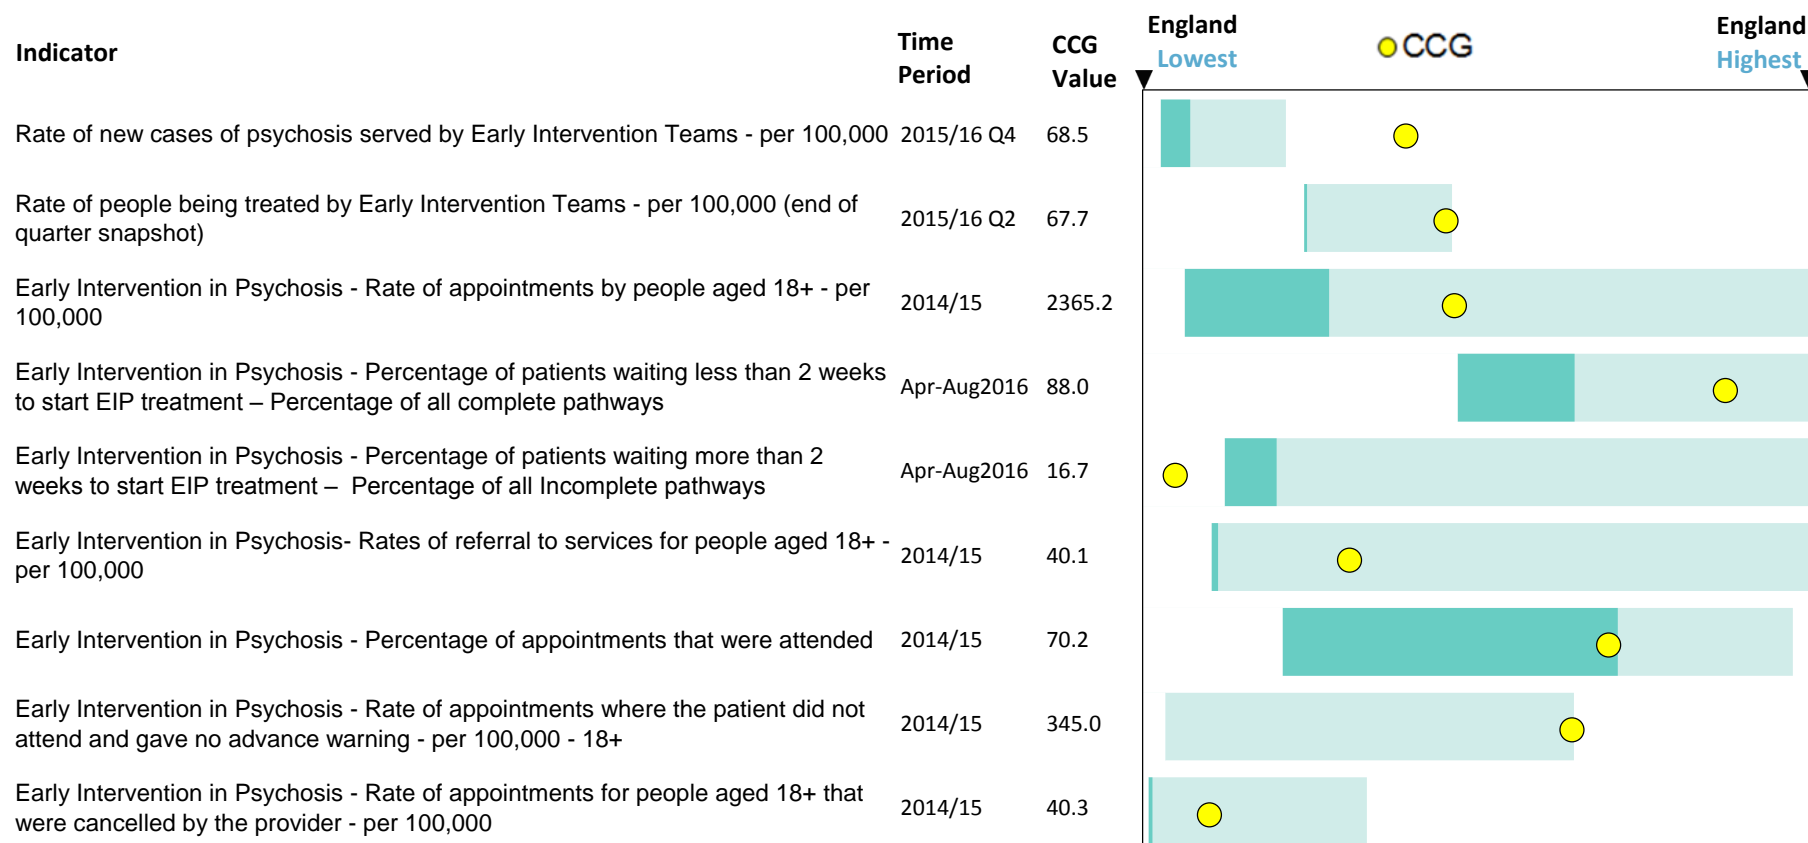 Indicator
Time
Period
CCG
Value
England
Lowest
CCG
England
Highest
Rate of new cases of psychosis served by Early Intervention Teams - per 100,000 2015/16 Q4 68.5
Rate of people being treated by Early Intervention Teams - per 100,000 (end of
quarter snapshot)
2015/16 Q2 67.7
Early Intervention in Psychosis - Rate of appointments by people aged 18+ - per
100,000
2014/15 2365.2
Early Intervention in Psychosis - Percentage of patients waiting less than 2 weeks
to start EIP treatment – Percentage of all complete pathways
Apr-Aug2016 88.0
Early Intervention in Psychosis - Percentage of patients waiting more than 2
weeks to start EIP treatment – Percentage of all Incomplete pathways
Apr-Aug2016 16.7
Early Intervention in Psychosis- Rates of referral to services for people aged 18+ -
per 100,000
2014/15 40.1
Early Intervention in Psychosis - Percentage of appointments that were attended 2014/15 70.2
Early Intervention in Psychosis - Rate of appointments where the patient did not
attend and gave no advance warning - per 100,000 - 18+
2014/15 345.0
Early Intervention in Psychosis - Rate of appointments for people aged 18+ that
were cancelled by the provider - per 100,000
2014/15 40.3